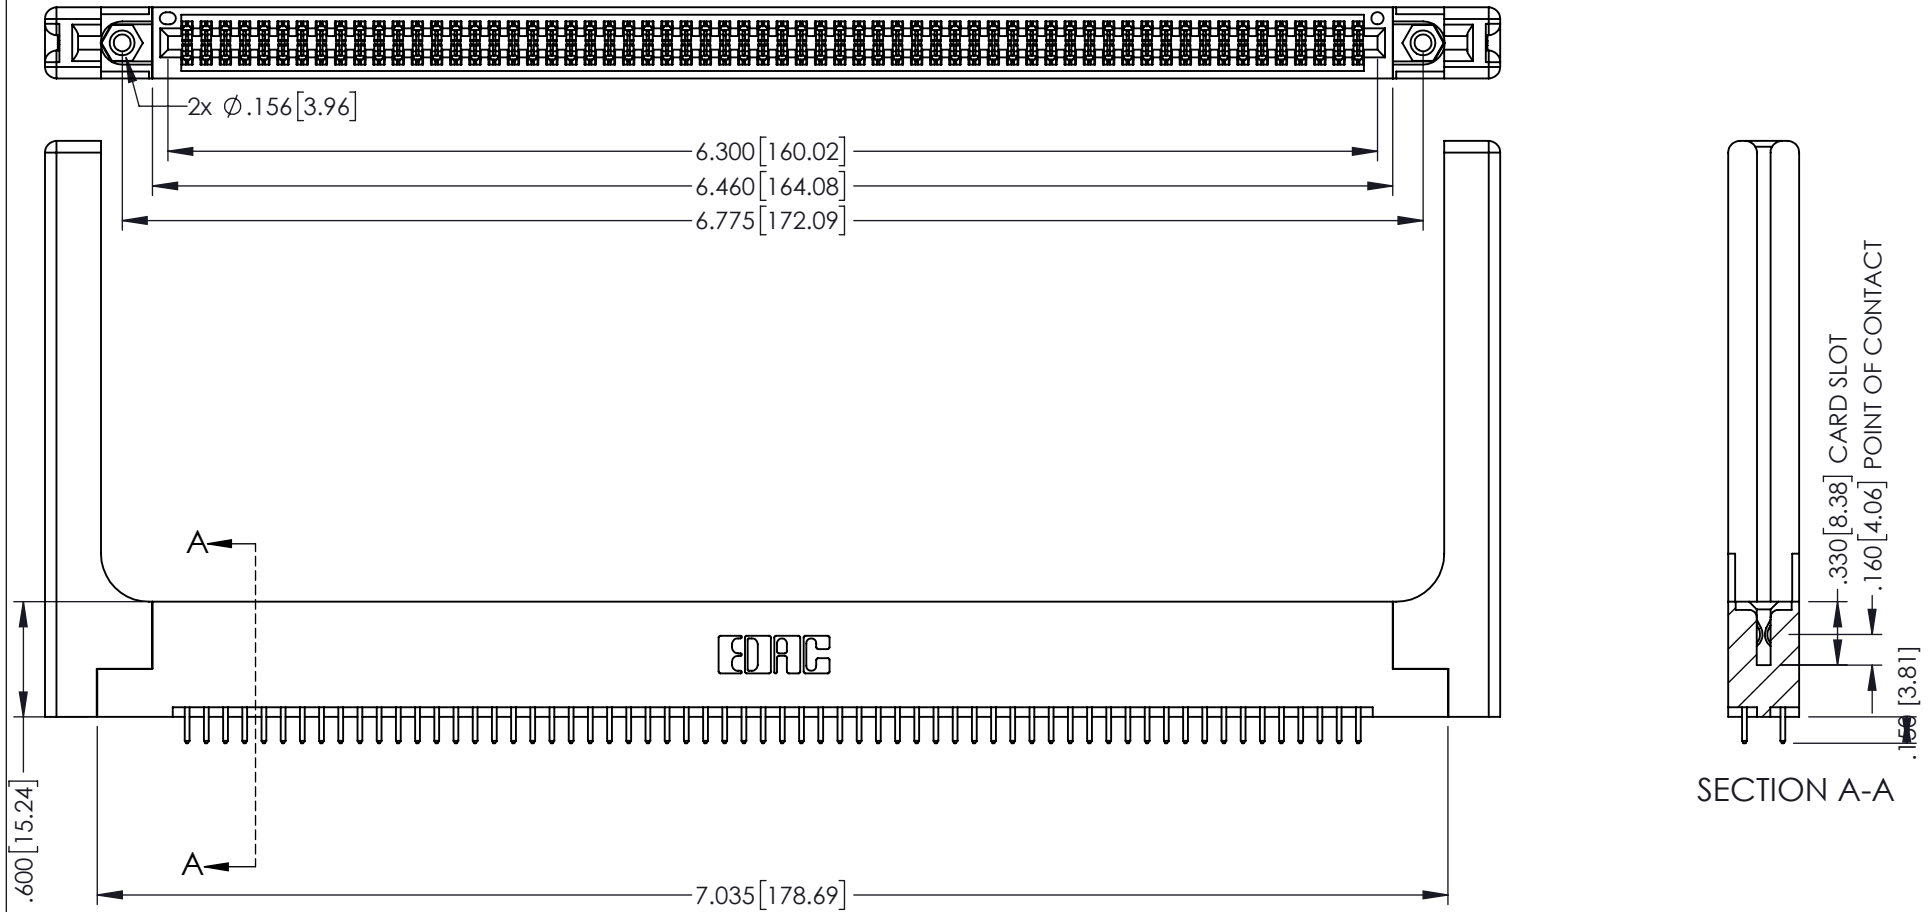 2x Ø.156[3.96]
6.300[160.02]
6.460[164.08]
6.775[172.09]
.330[8.38] CARD SLOT
.160[4.06] POINT OF CONTACT
A
EDAC
.150 [3.81]
SECTION A-A
.600[15.24]
A
7.035[178.69]